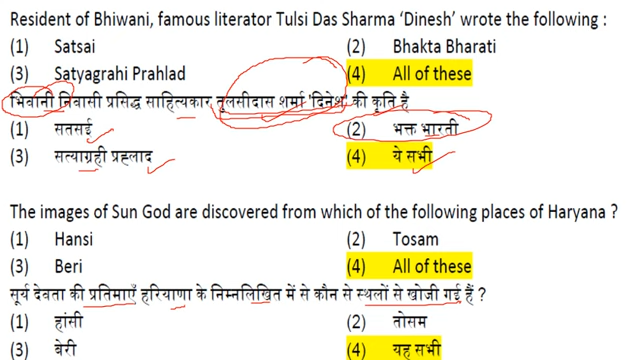 Resident of Bhiwani, famous literator Tulsi Das Sharma ‘Dinesh’ wrote the following :
(1) Satsai (2) Bhakta Bharati
(3) Satyagrahi Prahlad (4) All of these
भिवानी निवासी प्रसिद्ध साहित्यकार तुलसीदास शर्मा 'दिनेश' की कृति है
(1) सतसई (2) भक्त भारती
(3) सत्याग्रही प्रह्लाद (4) ये सभी
The images of Sun God are discovered from which of the following places of Haryana ?
(1) Hansi (2) Tosam
(3) Beri (4) All of these
सूर्य देवता की प्रतिमाएँ हरियाणा के निम्नलिखित में से कौन से स्थलों से खोजी गई हैं ?
(1) हांसी (2) तोसम
(3) बेरी (4) यह सभी